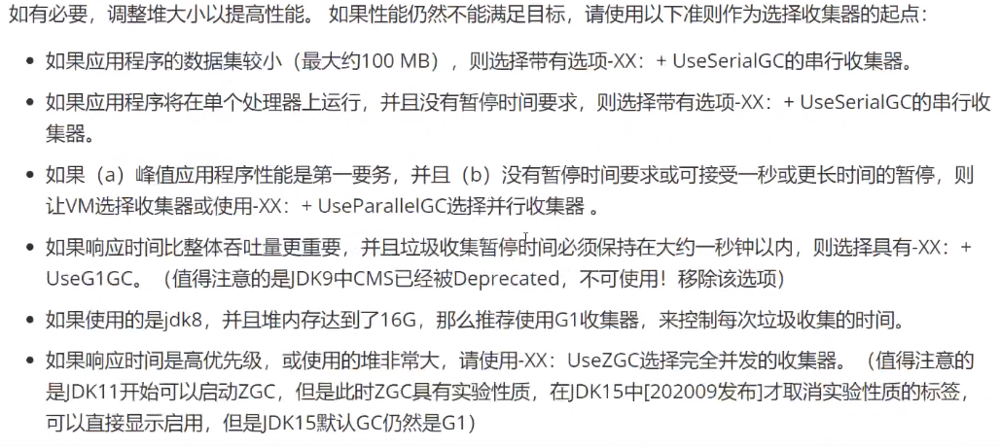 如有必要，调整堆大小以提高性能。 如果性能仍然不能满足目标，请使用以下准则作为选择收集器的起点：
• 如果应用程序的数据集较小（最大约100 MB），则选择带有选项-XX：+ UseSerialGC的串行收集器。
• 如果应用程序将在单个处理器上运行，并且没有暂停时间要求，则选择带有选项-XX：+ UseSerialGC的串行收
集器。
• 如果（a）峰值应用程序性能是第一要务，并且（b）没有暂停时间要求或可接受一秒或更长时间的暂停，则
让VM选择收集器或使用-XX：+ UseParallelGC选择并行收集器 。
• 如果响应时间比整体吞吐量更重要，并且垃圾收集暂停时间必须保持在大约一秒钟以内，则选择具有-XX：+
UseG1GC。（值得注意的是JDK9中CMS已经被Deprecated，不可使用！移除该选项）
• 如果使用的是jdk8，并且堆内存达到了16G，那么推荐使用G1收集器，来控制每次垃圾收集的时间。
• 如果响应时间是高优先级，或使用的堆非常大，请使用-XX：UseZGC选择完全并发的收集器。（值得注意的
是JDK11开始可以启动ZGC，但是此时ZGC具有实验性质，在JDK15中[202009发布]才取消实验性质的标签，
可以直接显示启用，但是JDK15默认GC仍然是G1）